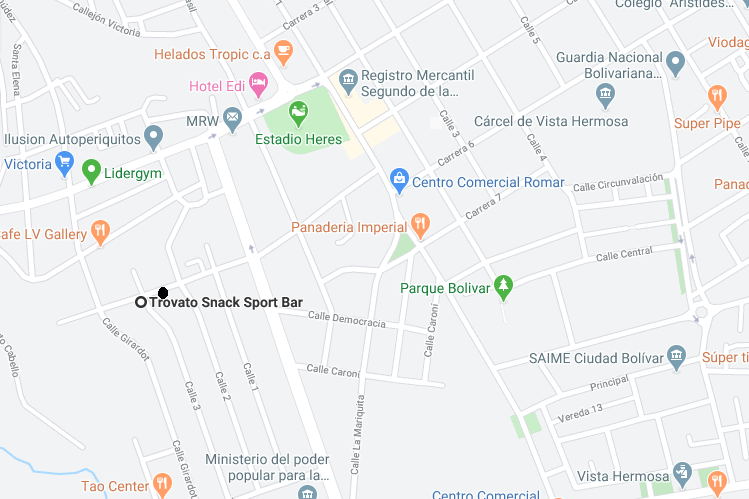 Callejón Victoria
Calle 5
Colegio Arístides...
Santa Elena
Helados Tropic c.a
Guardia Nacional
Bolivariana...
Hotel Edi
Registro Mercantil
Segundo de la...
Super Pipe
MRW
Estadio Heres
Calle 3
Cárcel de Vista Hermosa
Ilusion Autoperiquitos
Carrera 6
Calle 4
Victoria
Lidergym
Centro Comercial Romar
Calle Circunvalación
Carrera 7
Panaderia Imperial
afe LV Gallery
Calle Central
Parque Bolivar
Trovato Snack Sport Bar
Calle Democracia
Calle Caroní
Calle Girardot
SAIME Ciudad Bolívar
Súper ti
Cabello
Calle Caroní
Calle 1
Calle 2
Calle 3
Principal
Vereda 13
Calle La Mariquita
Calle Girardot
Ministerio del poder
popular para la...
Vista Hermosa
Tao Center
Centro Comercial